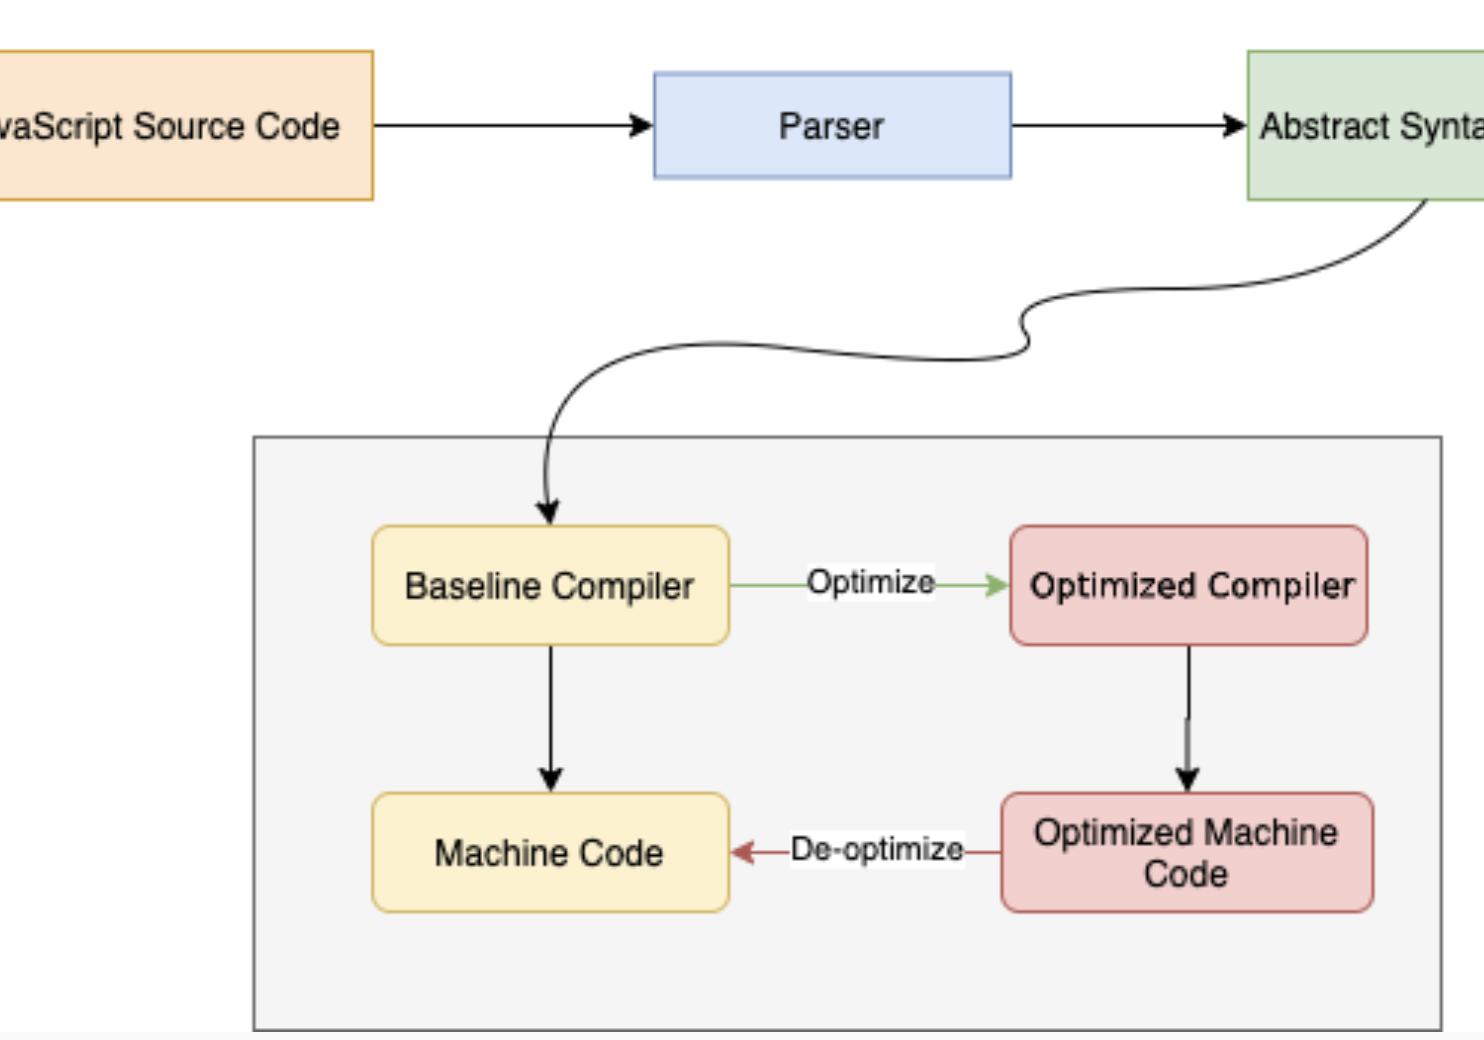 vaScript Source Code
Parser
Abstract Synta
Baseline Compiler
Optimize
Optimized Compiler
Machine Code
De-optimize
Optimized Machine
Code